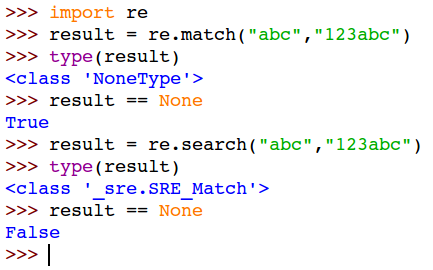 >>> import re
>>> result = re.match("abc","123abc")
>>> type(result)
<class 'NoneType'>
>>> result == None
True
>>> result = re.search("abc","123abc")
>>> type(result)
<class '_sre.SRE_Match'>
>>> result == None
False
>>>